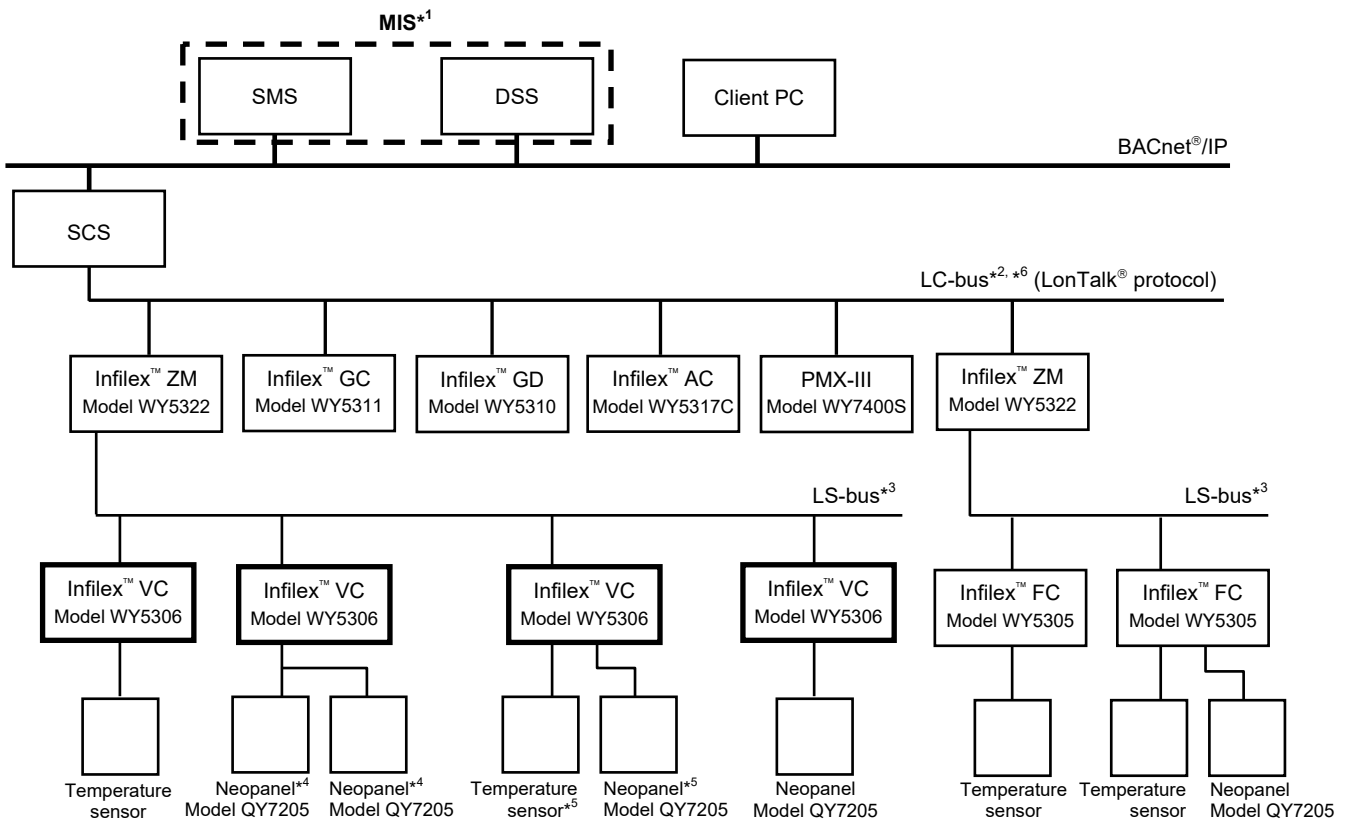 MIS*1
SMS
DSS
Client PC
BACnet®/IP
SCS
LC-bus*2, *6 (LonTalk® protocol)
Infilex™ ZM
Model WY5322
Infilex™ GC
Model WY5311
Infilex™ GD
Model WY5310
Infilex™ AC
Model WY5317C
PMX-III
Model WY7400S
Infilex™ ZM
Model WY5322
LS-bus*3
LS-bus*3
Infilex™ VC
Model WY5306
Infilex™ VC
Model WY5306
Infilex™ VC
Model WY5306
Infilex™ VC
Model WY5306
Infilex™ FC
Model WY5305
Infilex™ FC
Model WY5305
Temperature
sensor
Neopanel*4
Model QY7205
Neopanel*4
Model QY7205
Temperature
sensor*5
Neopanel*5
Model QY7205
Neopanel
Model QY7205
Temperature
sensor
Temperature
sensor
Neopanel
Model QY7205